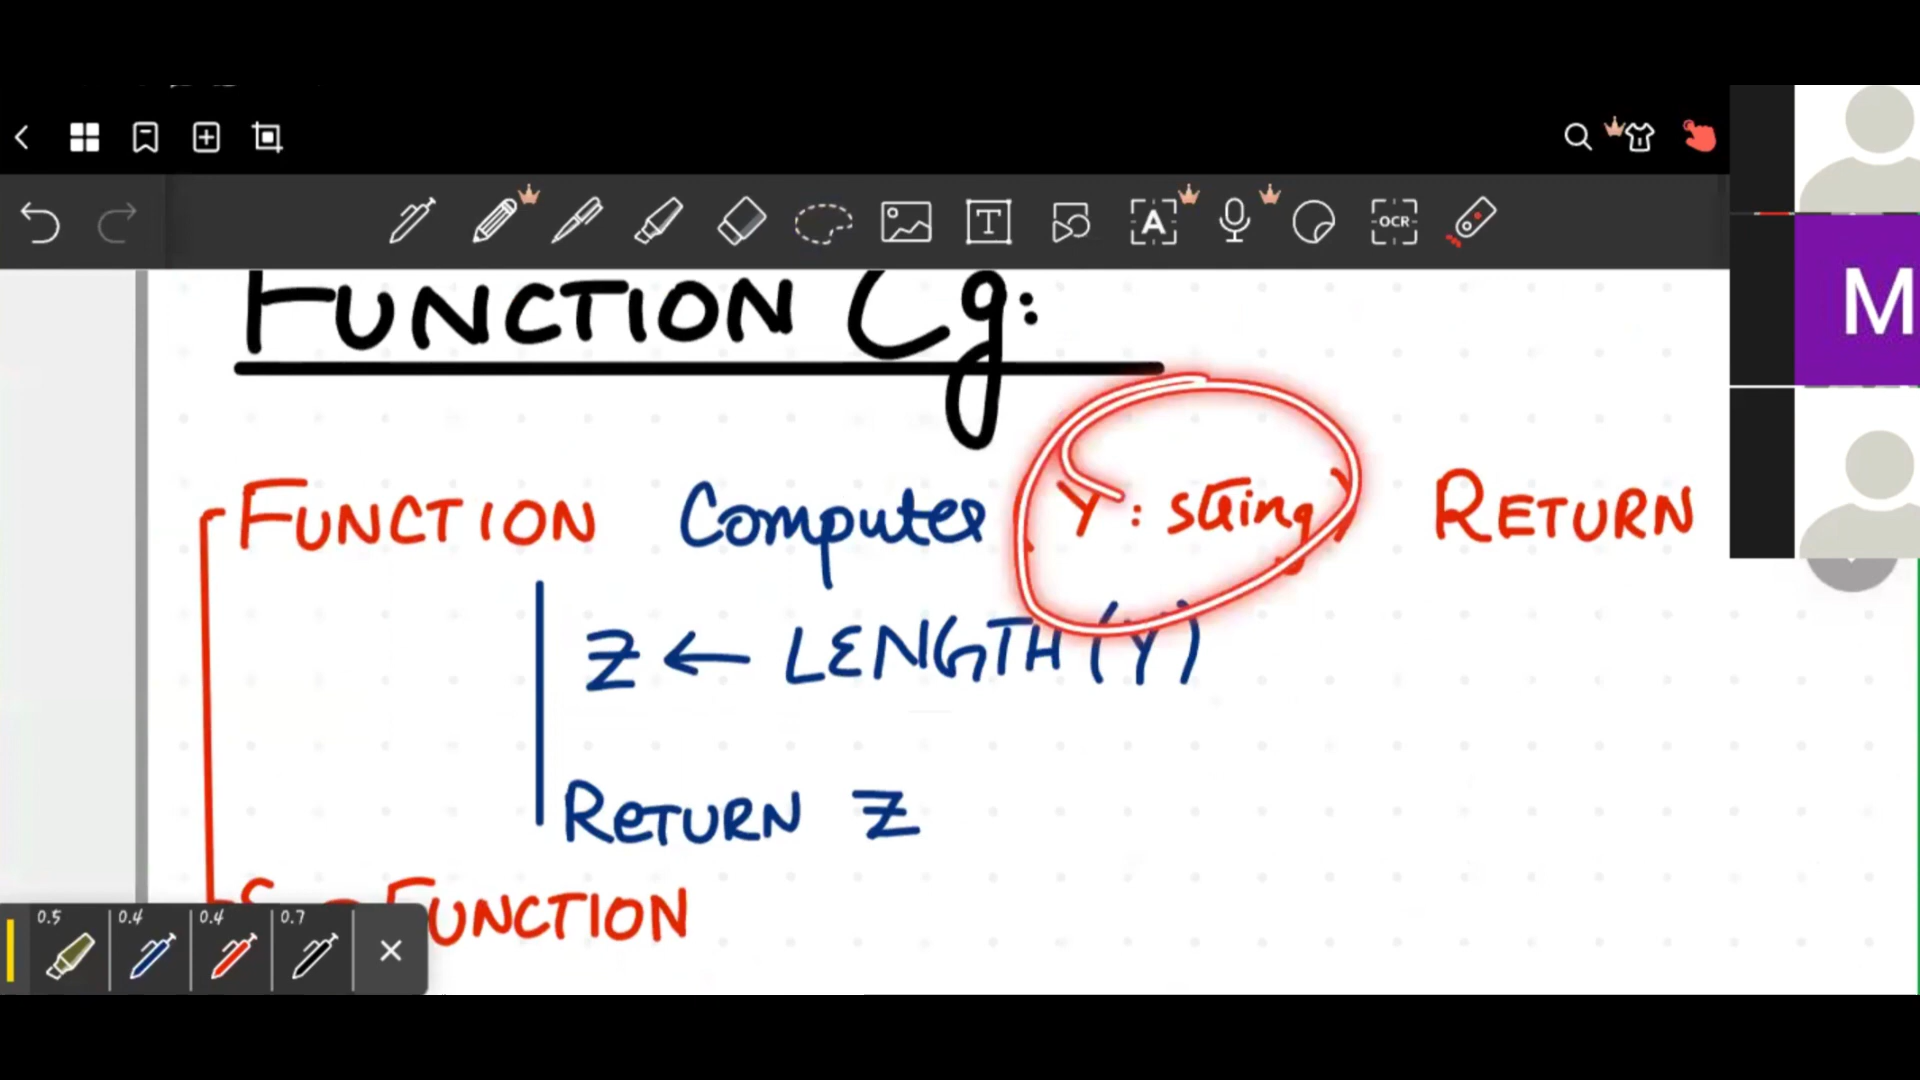 OCR
FUNCTION Eg:
M
FUNCTION Computer (Y: string) RETURN
Z ← LENGTH (Y)
RETURN Z
FUNCTION
0.5 0.4 0.4 0.7